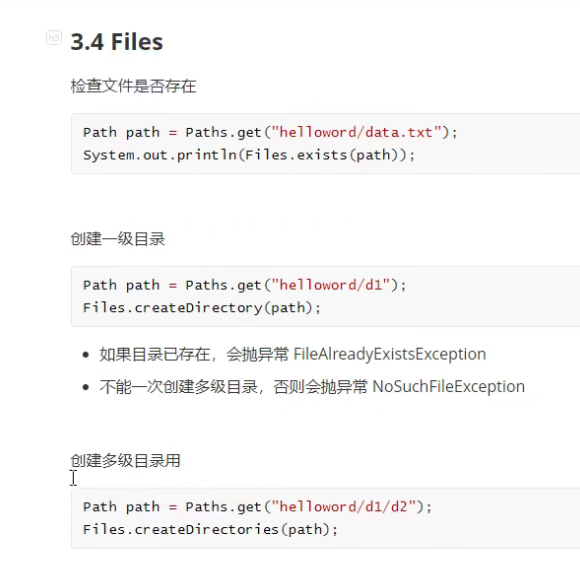 h3
3.4 Files
检查文件是否存在
Path path = Paths.get("helloword/data.txt");
System.out.println(Files.exists(path));
创建一级目录
Path path = Paths.get("helloword/d1");
Files.createDirectory(path);
如果目录已存在，会抛异常 FileAlreadyExistsException
不能一次创建多级目录，否则会抛异常 NoSuchFileException
创建多级目录用
Path path = Paths.get("helloword/d1/d2");
Files.createDirectories(path);